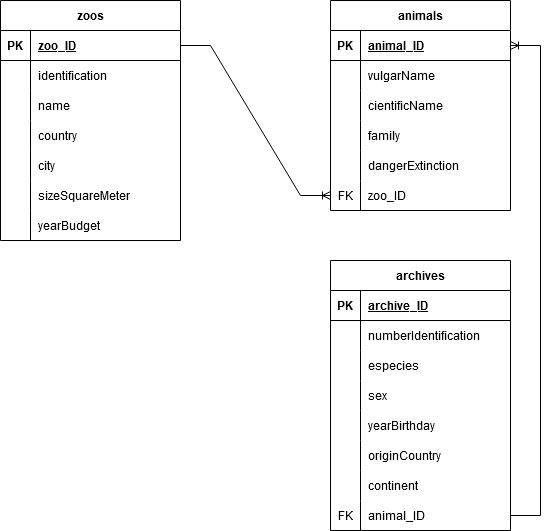 zoos
PK zoo_ID
identification
name
country
city
sizeSquareMeter
yearBudget
animals
PK animal_ID
vulgarName
cientificName
family
dangerExtinction
FK zoo_ID
archives
PK archive_ID
numberIdentification
especies
sex
yearBirthday
originCountry
continent
FK animal_ID